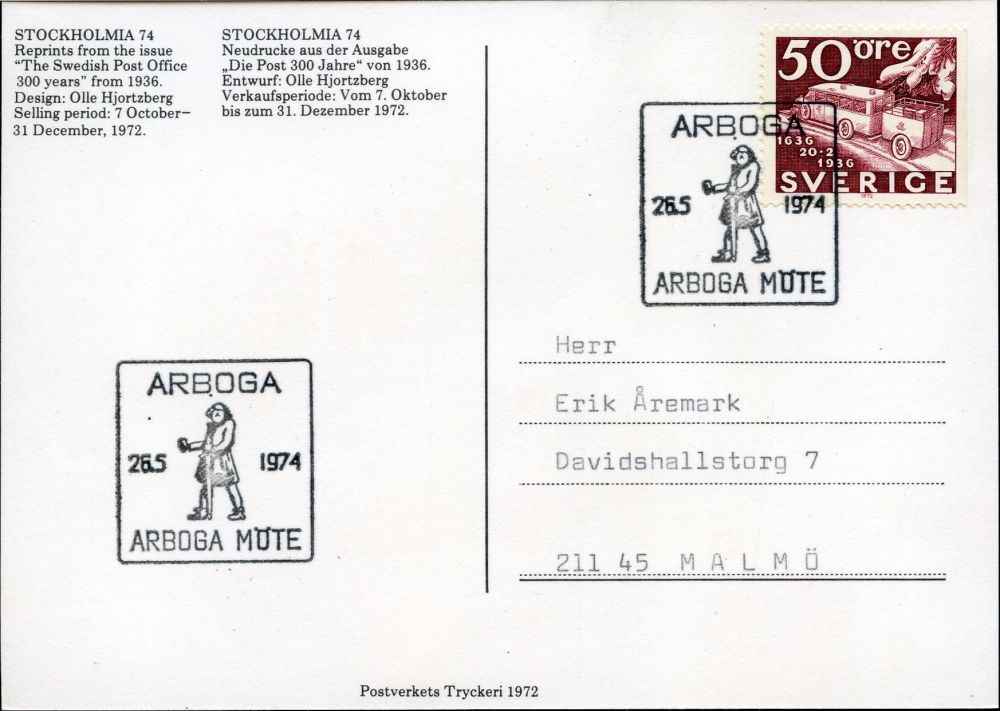 STOCKHOLMIA 74
Reprints from the issue
“The Swedish Post Office
300 years” from 1936.
Design: Olle Hjortzberg
Selling period: 7 October–
31 December, 1972.
STOCKHOLMIA 74
Neudrucke aus der Ausgabe
„Die Post 300 Jahre“ von 1936.
Entwurf: Olle Hjortzberg
Verkaufsperiode: Vom 7. Oktober
bis zum 31. Dezember 1972.
50 öre
1636
20·2
1936
SVERIGE
1972
ARBOGA
26.5 1974
ARBOGA MÖTE
Herr
Erik Åremark
Davidshallstorg 7
211 45 M A L M Ö
ARBOGA
26.5 1974
ARBOGA MÖTE
Postverkets Tryckeri 1972